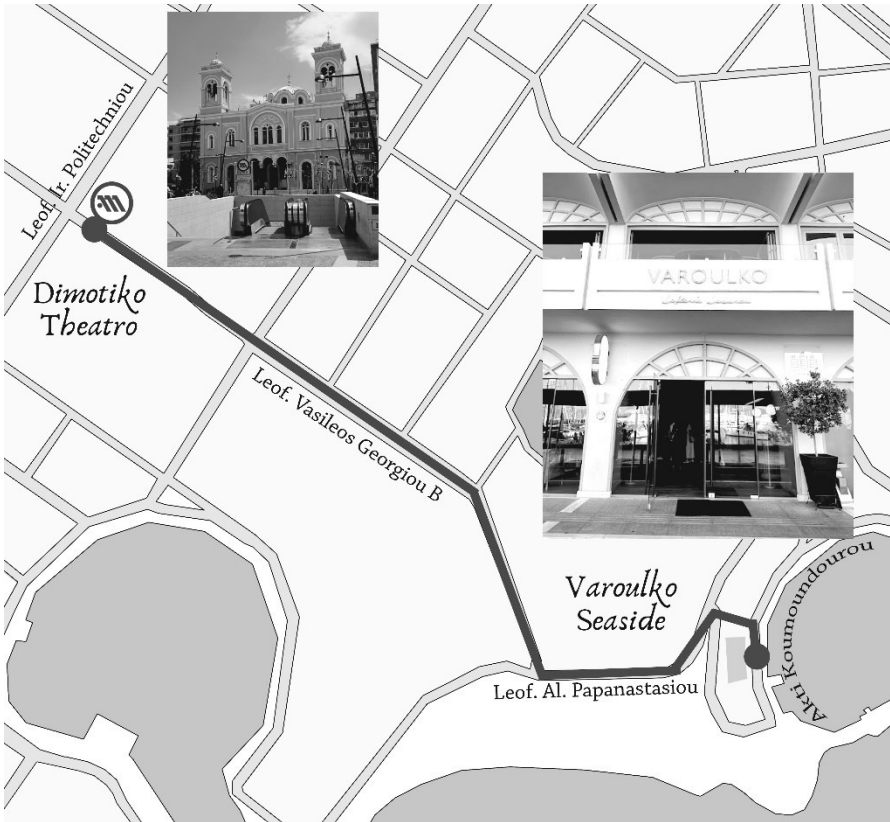 Leof. Ir. Politechniou
Dimotiko
Theatro
Leof. Vasileos Georgiou B
VAROULKO
Varoulko
Seaside
Leof. Al. Papanastasiou
Akti Koumoundourou